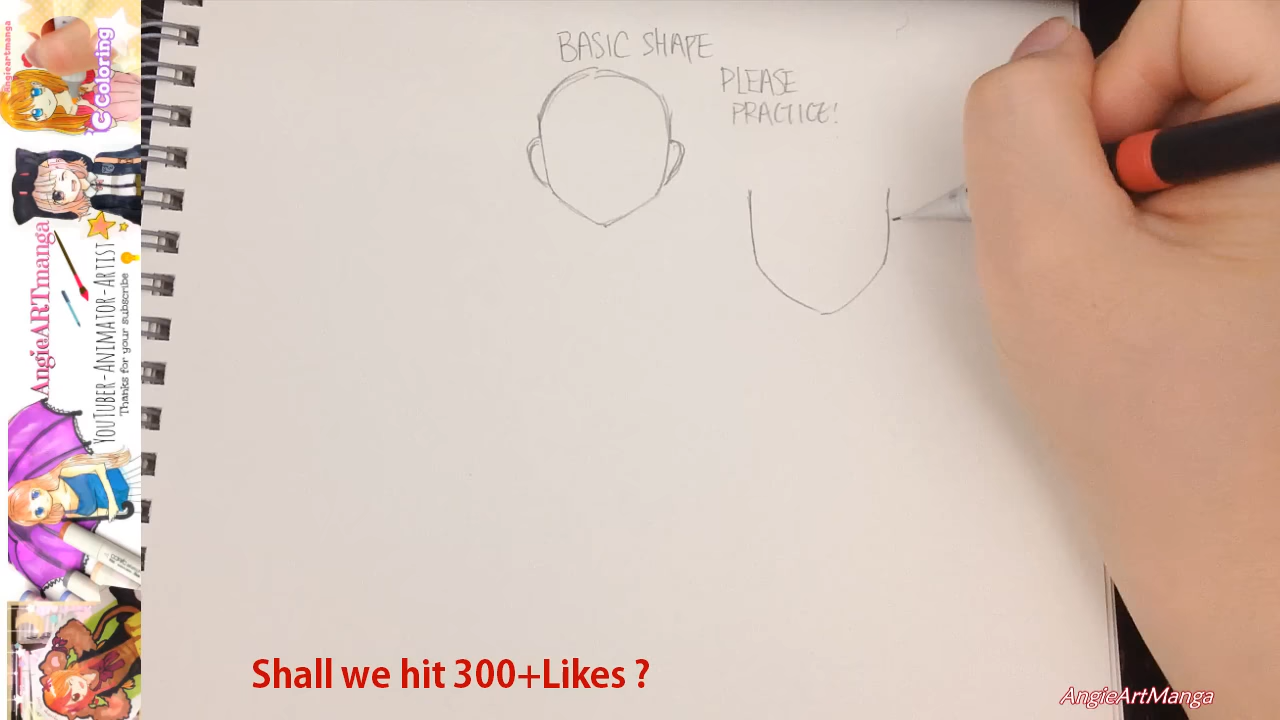 BASIC SHAPE
PLEASE
PRACTICE!
Angieartmanga
Coloring
AngieARTmanga
YOUTUBER-ANIMATOR-ARTIST
Thanks for your subscribe
Shall we hit 300+Likes ?
AngieArtManga